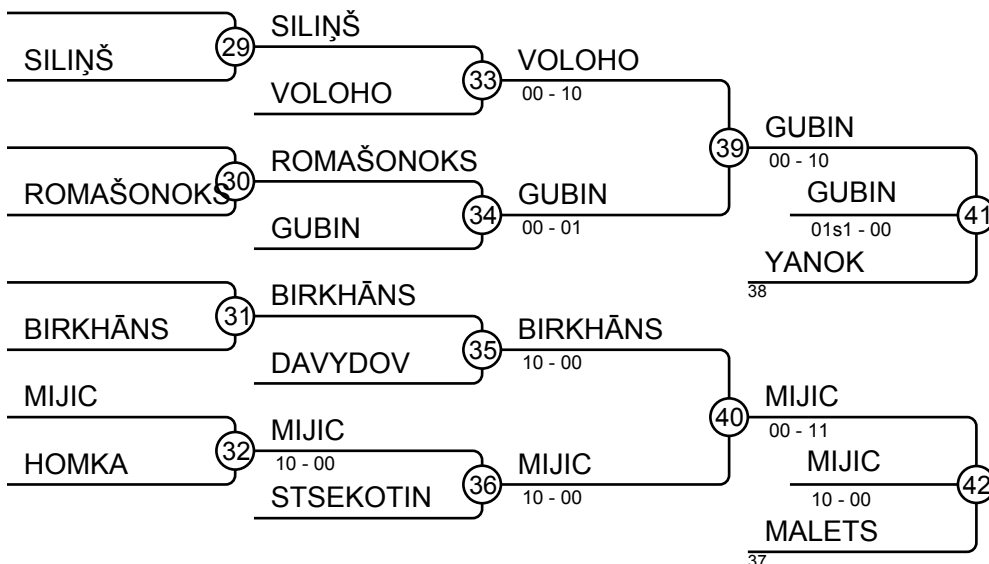 SILIŅŠ
29
SILIŅŠ
VOLOHO
33
VOLOHO
00 - 10
ROMAŠONOKS
30
ROMAŠONOKS
GUBIN
34
GUBIN
00 - 01
39
GUBIN
00 - 10
GUBIN
01s1 - 00
41
YANOK
38
BIRKHĀNS
31
BIRKHĀNS
DAVYDOV
35
BIRKHĀNS
10 - 00
MIJIC
HOMKA
32
MIJIC
10 - 00
STSEKOTIN
36
MIJIC
10 - 00
40
MIJIC
00 - 11
MIJIC
10 - 00
42
MALETS
37